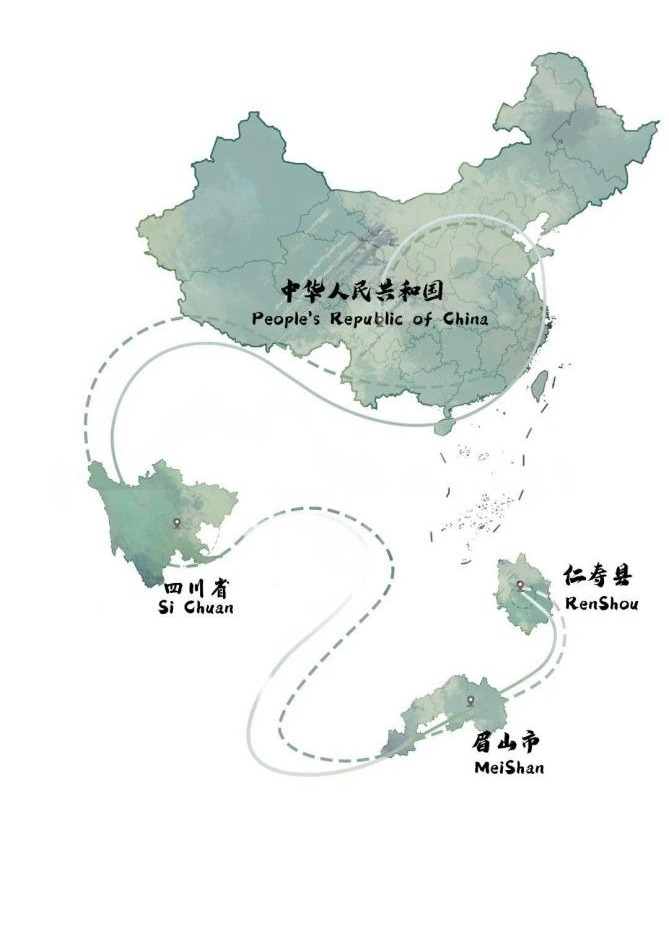 中华人民共和国
People's Republic of China
四川省
Si Chuan
仁寿县
RenShou
眉山市
MeiShan